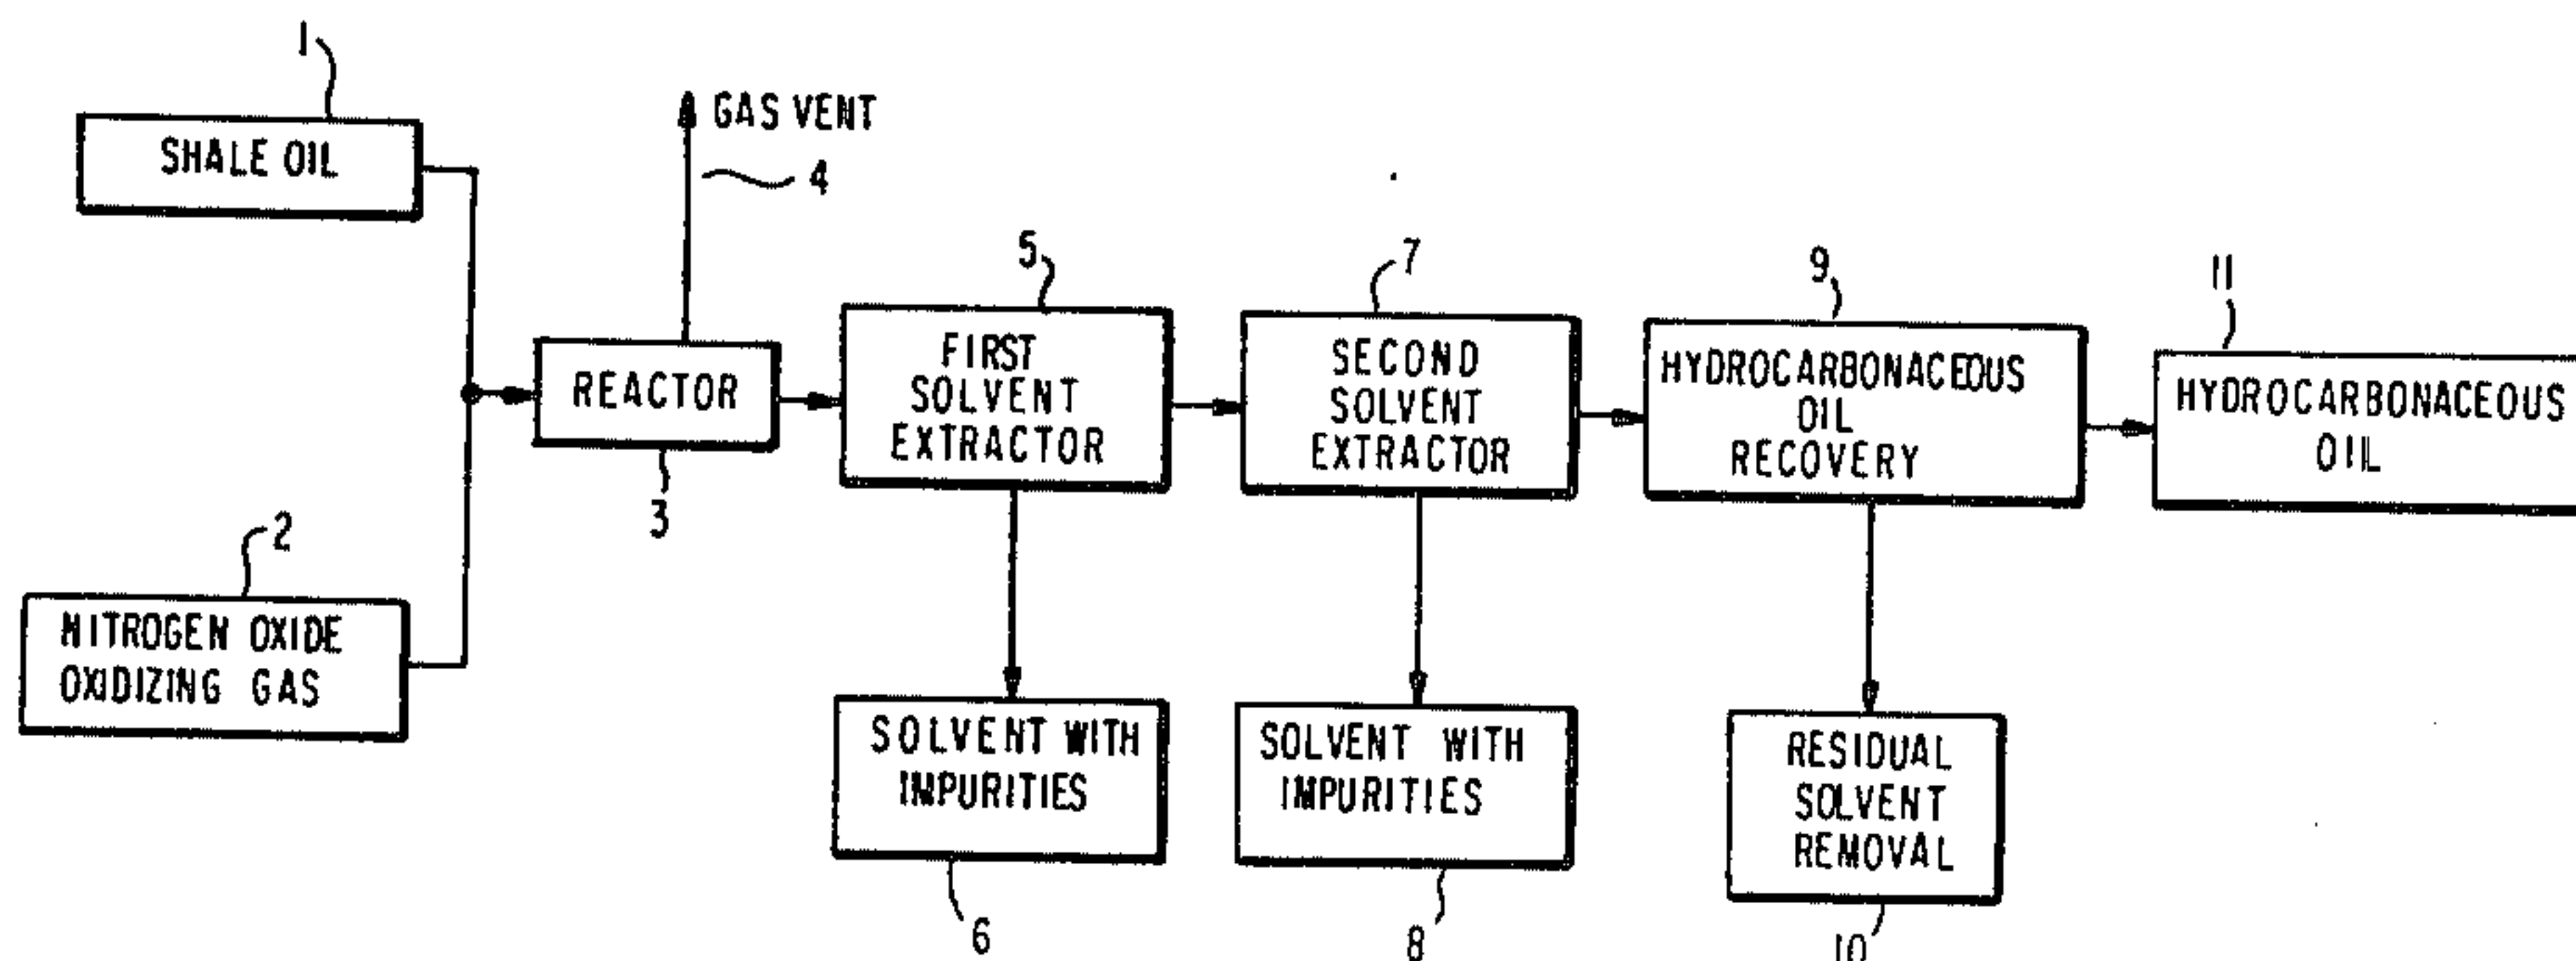 1
SHALE OIL
GAS VENT
4
2
NITROGEN OXIDE
OXIDIZING GAS
REACTOR
3
5
FIRST
SOLVENT
EXTRACTOR
SOLVENT WITH
IMPURITIES
6
7
SECOND
SOLVENT
EXTRACTOR
SOLVENT WITH
IMPURITIES
8
9
HYDROCARBONACEOUS
OIL
RECOVERY
RESIDUAL
SOLVENT
REMOVAL
10
11
HYDROCARBONACEOUS
OIL